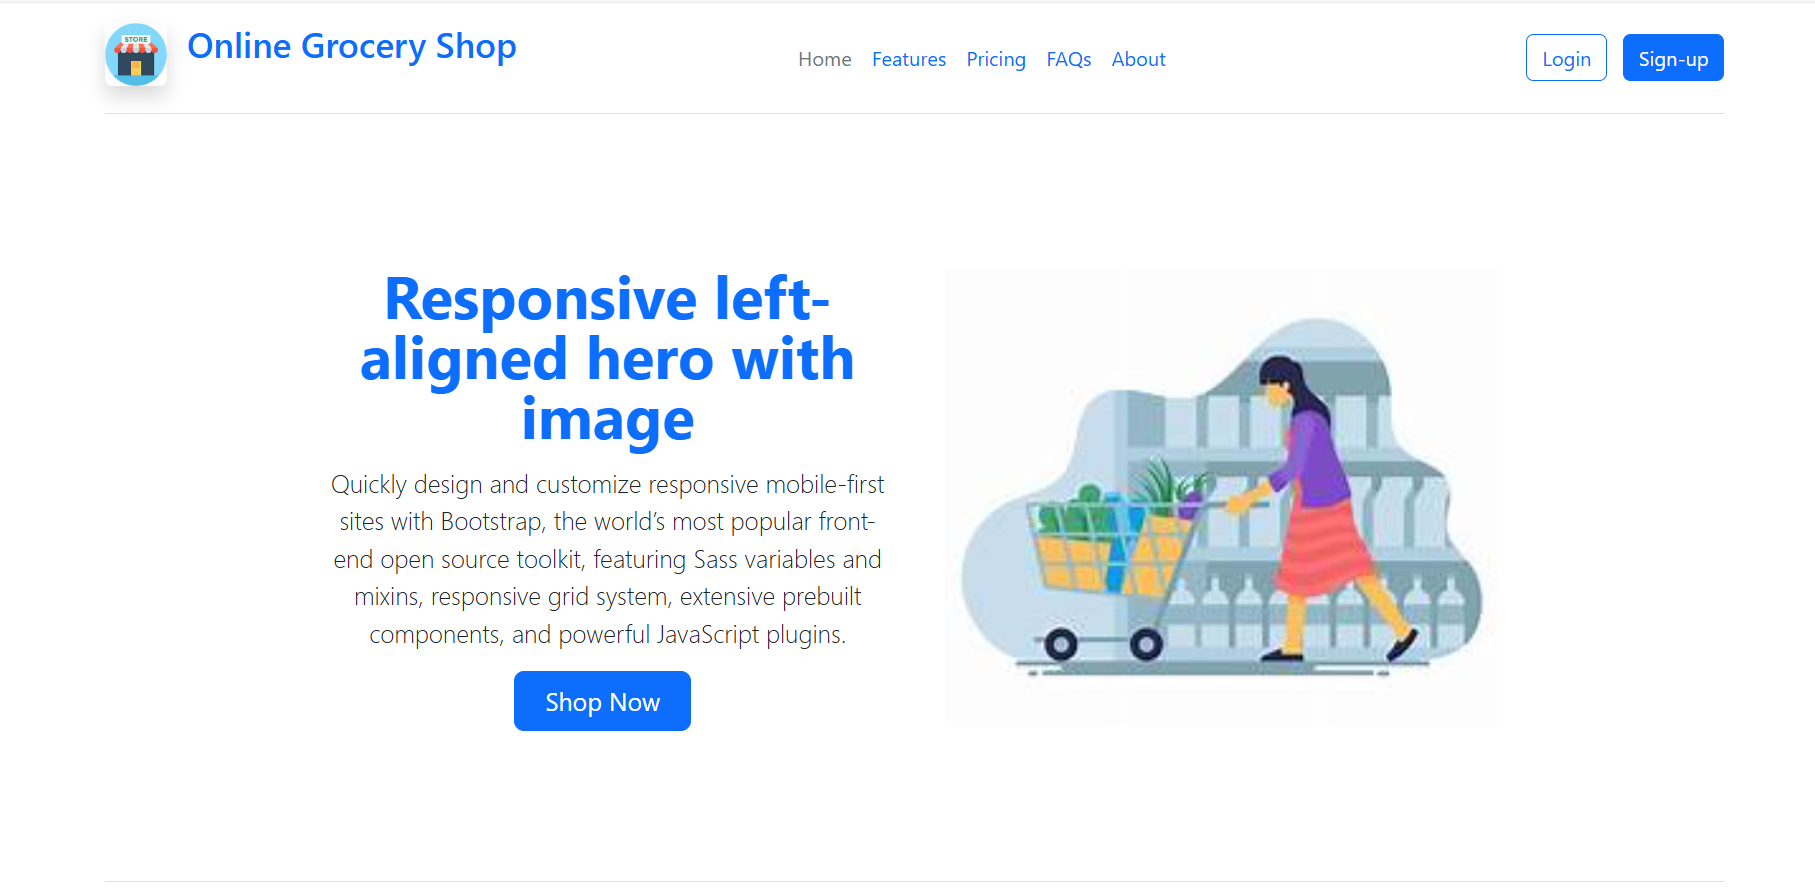 STORE
Online Grocery Shop
Home Features Pricing FAQs About
Login Sign-up
Responsive left-
aligned hero with
image
Quickly design and customize responsive mobile-first
sites with Bootstrap, the world’s most popular front-
end open source toolkit, featuring Sass variables and
mixins, responsive grid system, extensive prebuilt
components, and powerful JavaScript plugins.
Shop Now